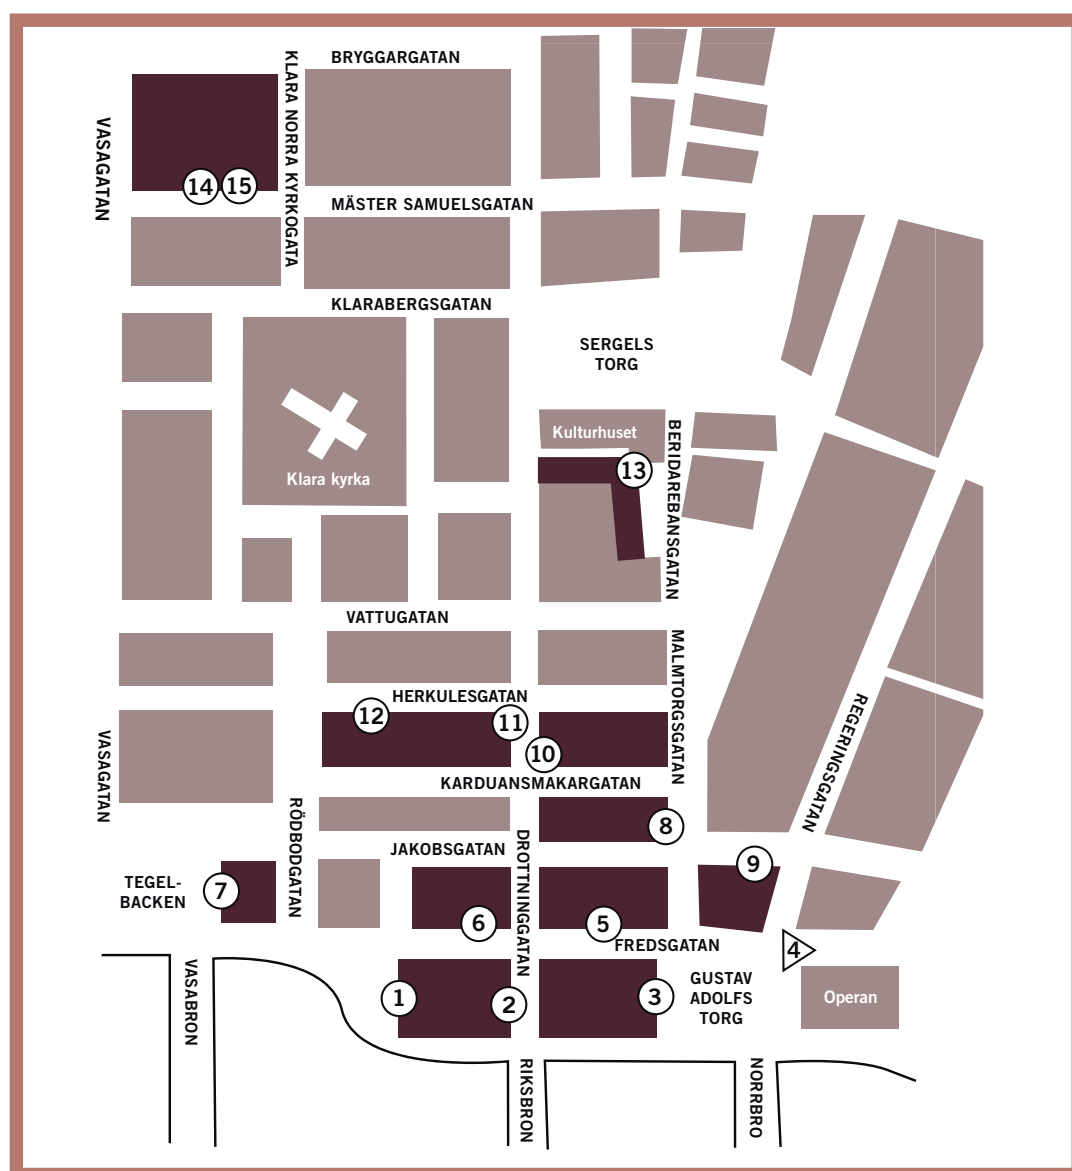 BRYGGARGATAN
KLARA NORRA KYRKOGATA
VASAGATAN
14
15
MÄSTER SAMUELSGATAN
KLARABERGSGATAN
SERGELS
TORG
Kulturhuset
BERIDAREBANSGATAN
13
Klara kyrka
VATTUGATAN
MALMTORGSGATAN
HERKULESGATAN
12
11
10
REGERINGSGATAN
VASAGATAN
KARDUANSMAKARGATAN
RÖDBODGATAN
8
DROTTNINGGATAN
JAKOBSGATAN
9
TEGEL-
BACKEN
7
6
5
FREDSGATAN
4
VASABRON
1
2
3
GUSTAV
ADOLFS
TORG
Operan
RIKSBRON
NORRBRO